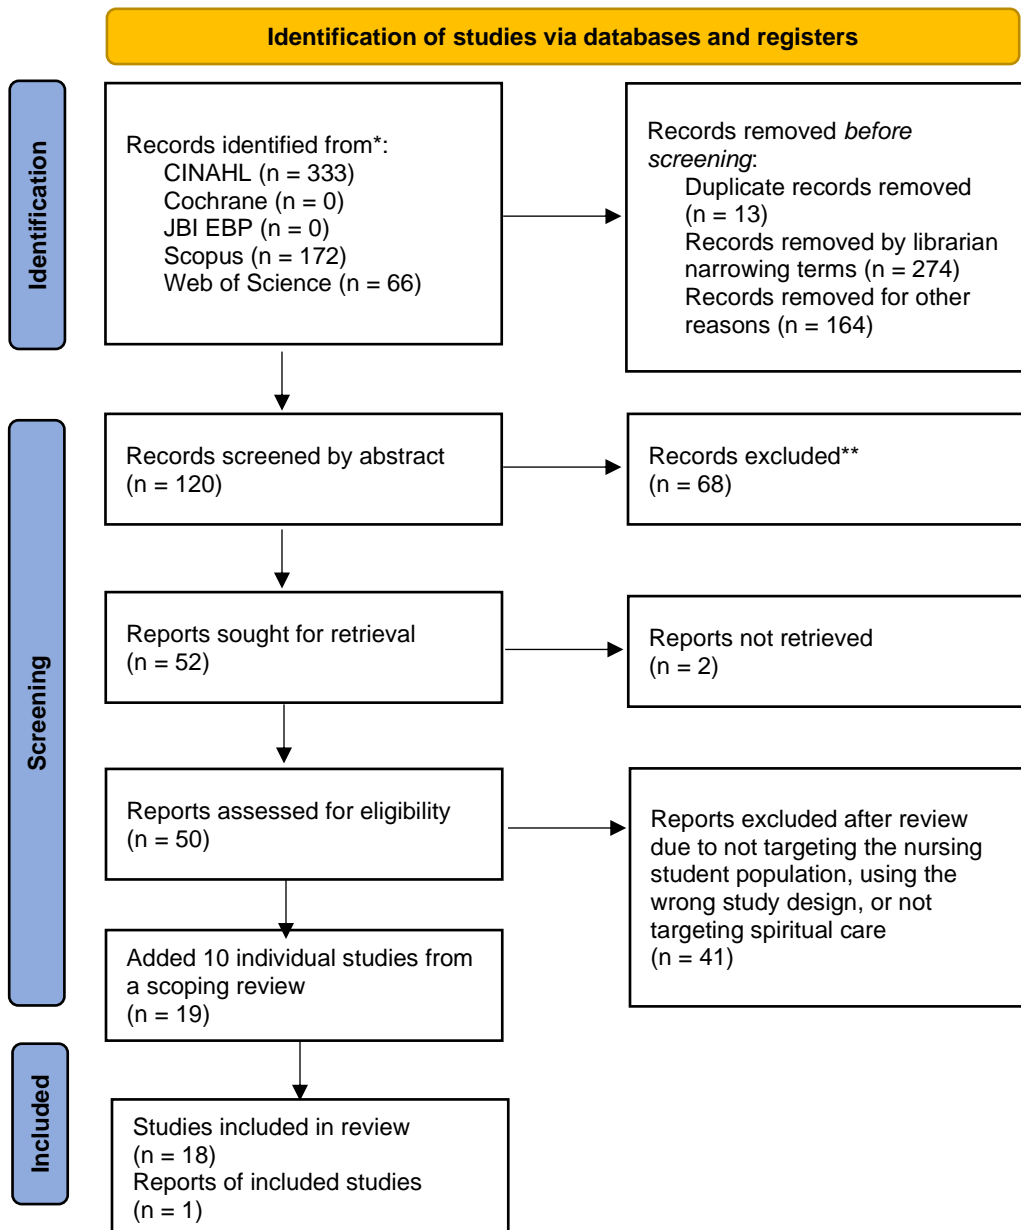 Identification of studies via databases and registers
Identification
Records identified from*:
CINAHL (n = 333)
Cochrane (n = 0)
JBI EBP (n = 0)
Scopus (n = 172)
Web of Science (n = 66)
Records removed before
screening:
Duplicate records removed
(n = 13)
Records removed by librarian
narrowing terms (n = 274)
Records removed for other
reasons (n = 164)
Screening
Records screened by abstract
(n = 120)
Records excluded**
(n = 68)
Reports sought for retrieval
(n = 52)
Reports not retrieved
(n = 2)
Reports assessed for eligibility
(n = 50)
Reports excluded after review
due to not targeting the nursing
student population, using the
wrong study design, or not
targeting spiritual care
(n = 41)
Added 10 individual studies from
a scoping review
(n = 19)
Included
Studies included in review
(n = 18)
Reports of included studies
(n = 1)